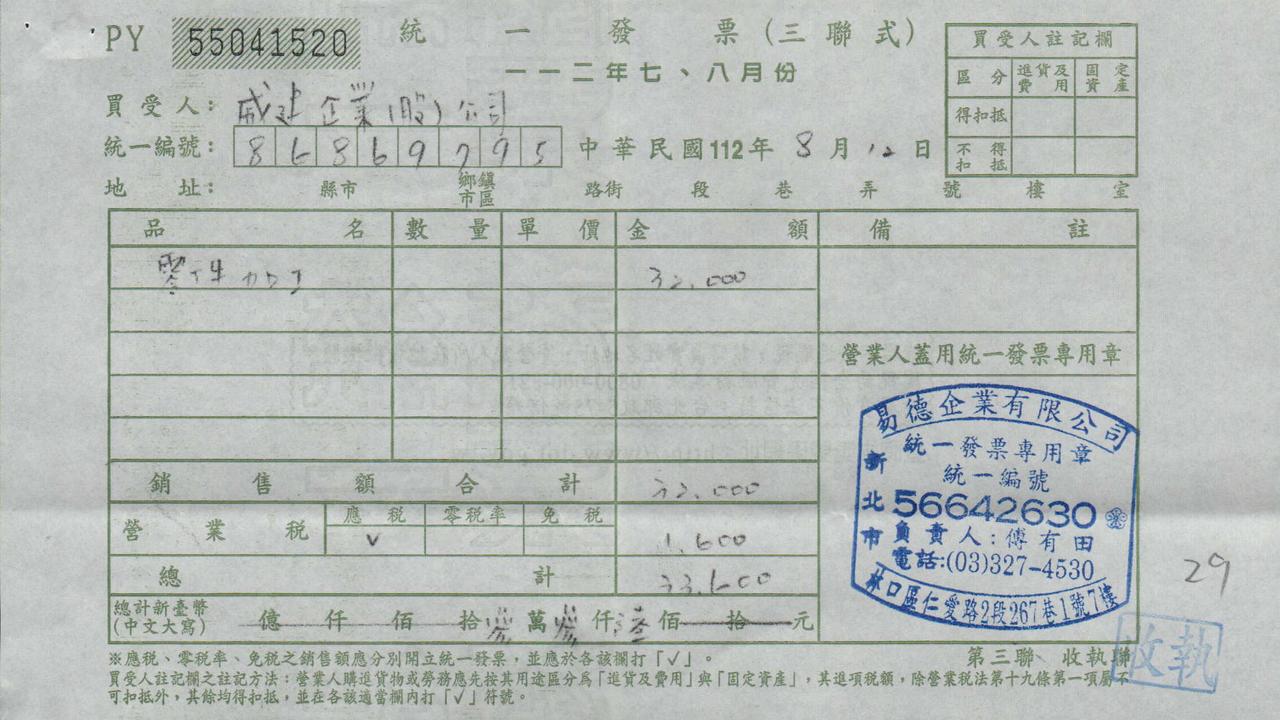 PY 55041520 統一發票(三聯式)
一一二年七、八月份
買受人註記欄
區分 進貨及費用 固定資產
得扣抵
不得扣抵
買受人: 成建企業(股)公司
統一編號: 86869795 中華民國112年8月12日
地址: 縣市 鄉鎮市區 路街 段 巷 弄 號 樓 室
品名 數量 單價 金額 備註
零件加工 32,000
營業人蓋用統一發票專用章
銷售額合計 32,000
營業稅 應稅 零稅率 免稅
√ 1,600
總計 33,600
總計新臺幣(中文大寫) 億 仟 佰 拾 參 萬 參 仟 陸 佰 拾 元
易德企業有限公司
統一發票專用章
統一編號
56642630
負責人:傅有田
電話:(03)327-4530
新北市林口區仁愛路2段267巷1號7樓
29
※應稅、零稅率、免稅之銷售額應分別開立統一發票,並應於各該欄打「√」。
第三聯 收執聯
收執
買受人註記欄之註記方法:營業人購進貨物或勞務應先按其用途區分為「進貨及費用」與「固定資產」,其進項稅額,除營業稅法第十九條第一項屬不
可扣抵外,其餘均得扣抵,並在各該適當欄內打「√」符號。